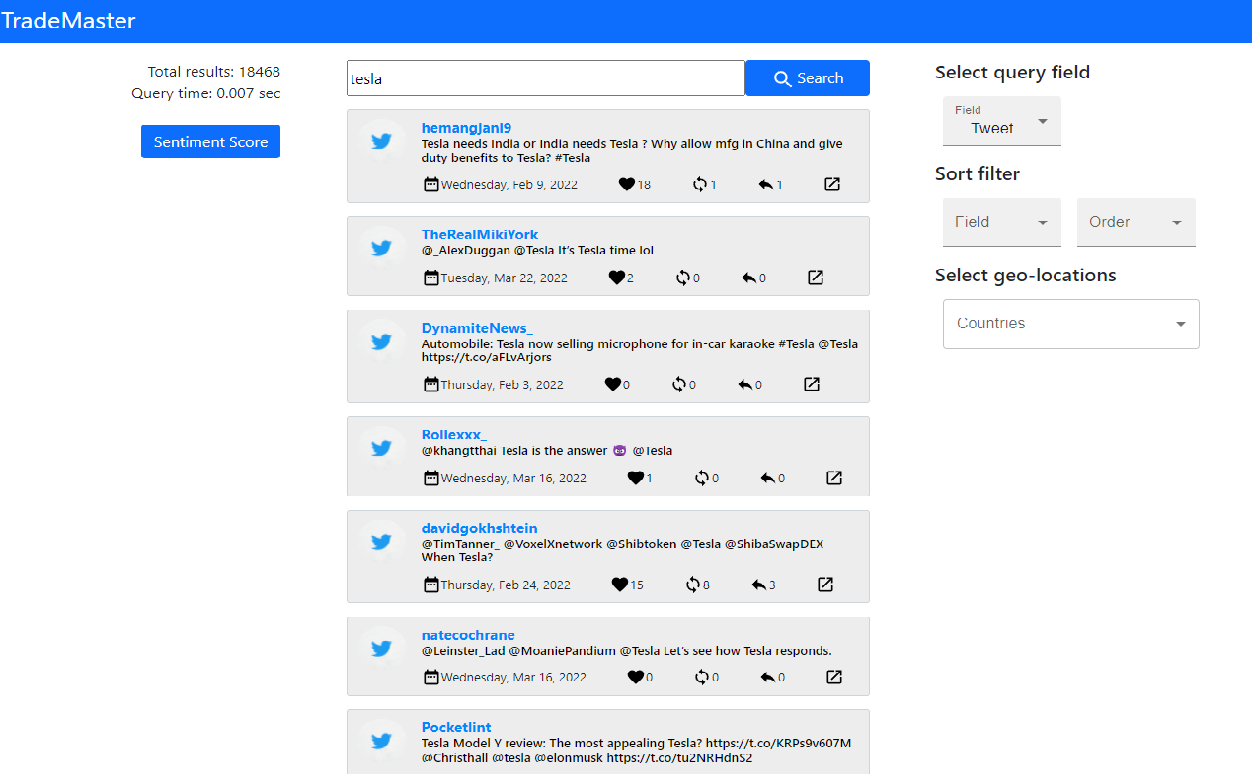 TradeMaster
Total results: 18468
Query time: 0.007 sec
Sentiment Score
tesla
Search
hemangjani9
Tesla needs India or India needs Tesla ? Why allow mfg in China and give
duty benefits to Tesla? #Tesla
Wednesday, Feb 9, 2022 18 1 1
TheRealMikiYork
@_AlexDuggan @Tesla It's Tesla time lol
Tuesday, Mar 22, 2022 2 0 0
DynamiteNews_
Automobile: Tesla now selling microphone for in-car karaoke #Tesla @Tesla
https://t.co/aFLvArjors
Thursday, Feb 3, 2022 0 0 0
Rollexxx_
@khangtthai Tesla is the answer 😈 @Tesla
Wednesday, Mar 16, 2022 1 0 0
davidgokhshtein
@TimTanner_ @VoxelXnetwork @Shibtoken @Tesla @ShibaSwapDEX
When Tesla?
Thursday, Feb 24, 2022 15 8 3
natecochrane
@Leinster_Lad @MoaniePandium @Tesla Let's see how Tesla responds.
Wednesday, Mar 16, 2022 0 0 0
Pocketlint
Tesla Model Y review: The most appealing Tesla? https://t.co/KRPs9v607M
@Christhall @tesla @elonmusk https://t.co/tu2NRHdnS2
Select query field
Field
Tweet
Sort filter
Field Order
Select geo-locations
Countries